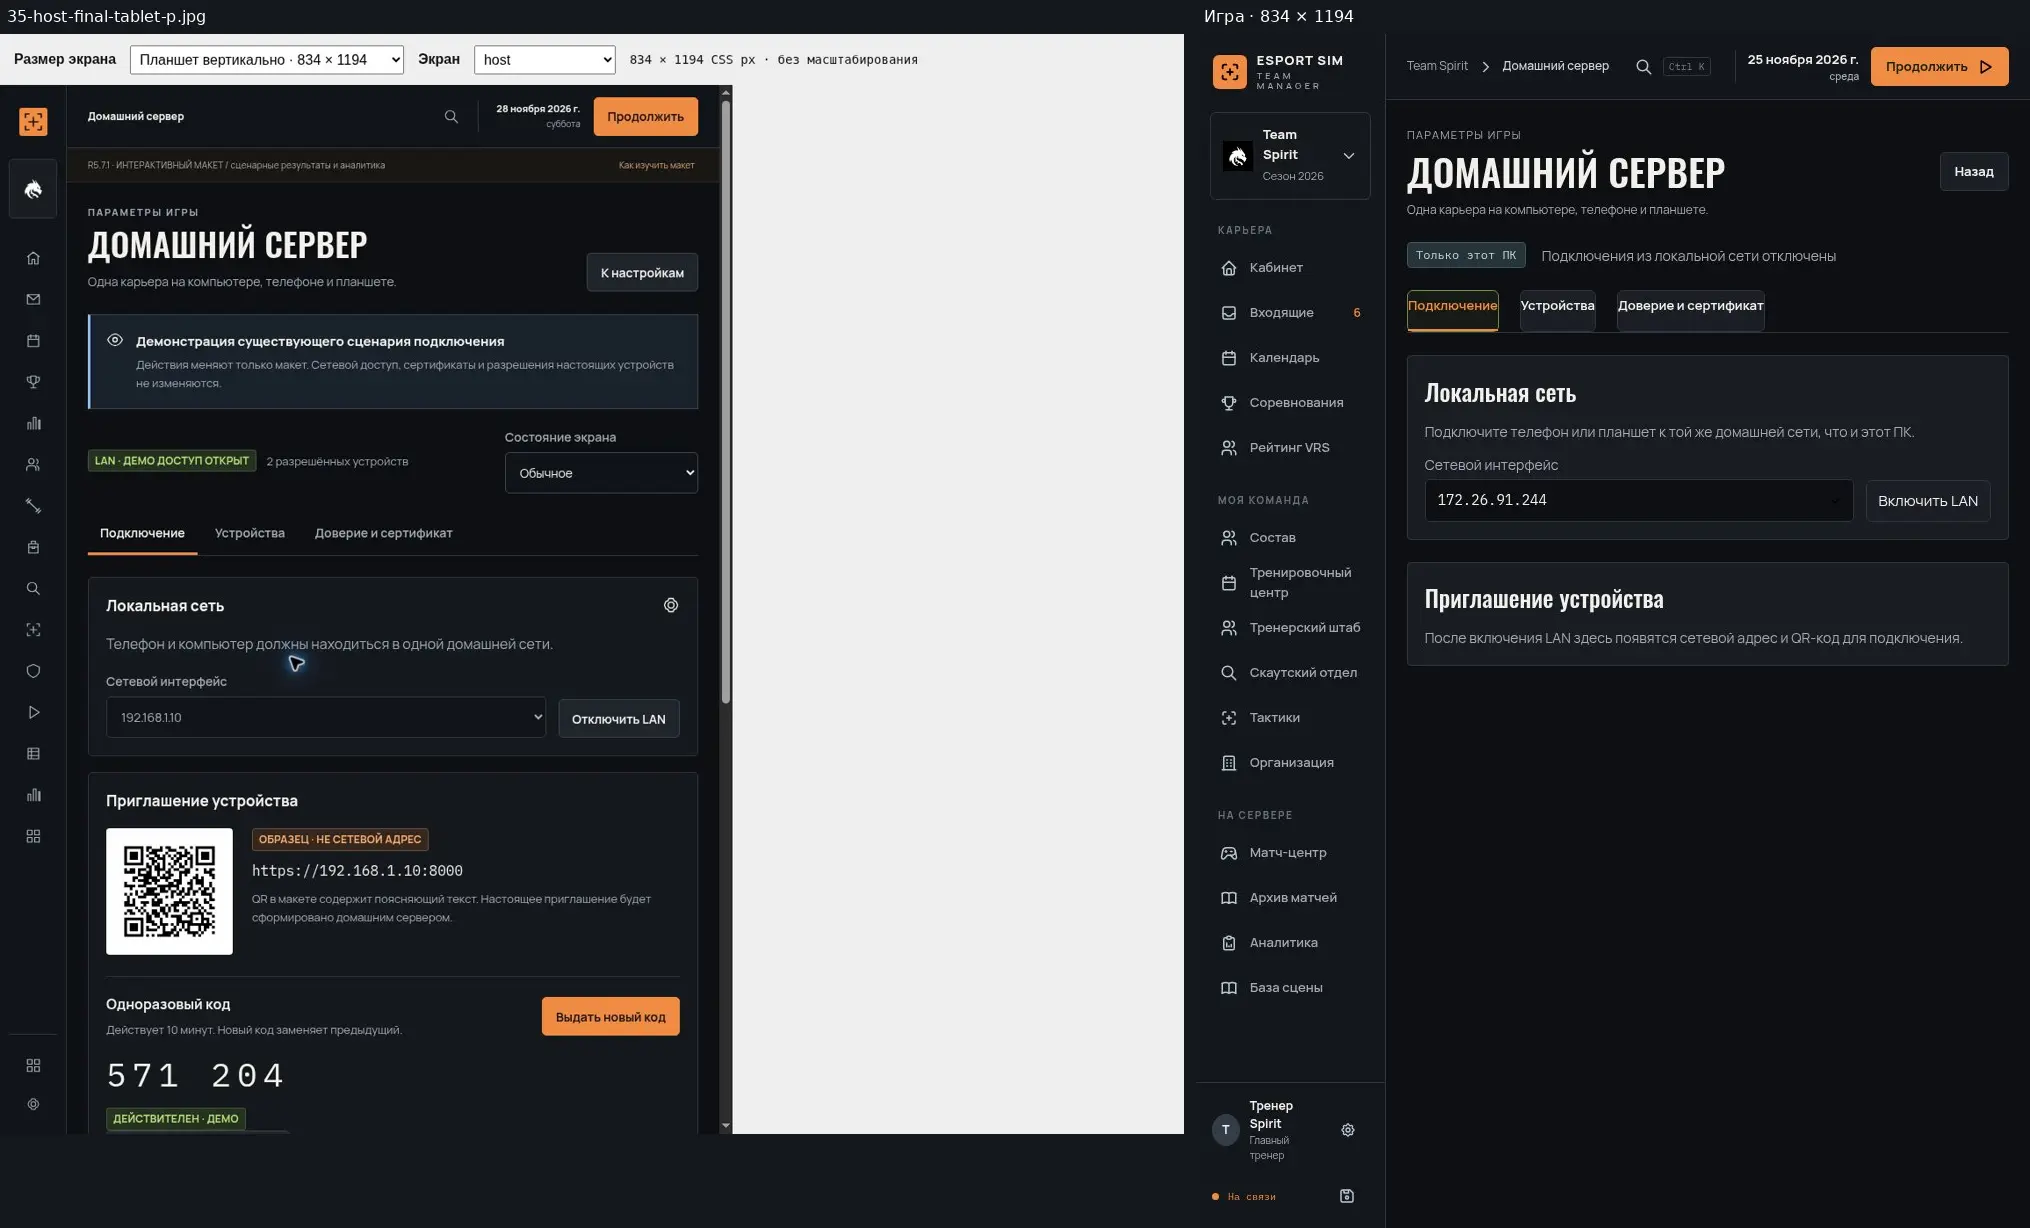 35-host-final-tablet-p.jpg
Размер экрана
Планшет вертикально · 834 × 1194
Экран
host
834 × 1194 CSS px · без масштабирования
Домашний сервер
28 ноября 2026 г.
суббота
Продолжить
R5.7.1 · ИНТЕРАКТИВНЫЙ МАКЕТ / сценарные результаты и аналитика
Как изучить макет
ПАРАМЕТРЫ ИГРЫ
ДОМАШНИЙ СЕРВЕР
Одна карьера на компьютере, телефоне и планшете.
К настройкам
Демонстрация существующего сценария подключения
Действия меняют только макет. Сетевой доступ, сертификаты и разрешения настоящих устройств
не изменяются.
LAN · ДЕМО ДОСТУП ОТКРЫТ
2 разрешённых устройств
Состояние экрана
Обычное
Подключение
Устройства
Доверие и сертификат
Локальная сеть
Телефон и компьютер должны находиться в одной домашней сети.
Сетевой интерфейс
192.168.1.10
Отключить LAN
Приглашение устройства
ОБРАЗЕЦ · НЕ СЕТЕВОЙ АДРЕС
https://192.168.1.10:8000
QR в макете содержит поясняющий текст. Настоящее приглашение будет
сформировано домашним сервером.
Одноразовый код
Действует 10 минут. Новый код заменяет предыдущий.
Выдать новый код
571 204
ДЕЙСТВИТЕЛЕН · ДЕМО
Игра · 834 × 1194
ESPORT SIM
TEAM
MANAGER
Team
Spirit
Сезон 2026
КАРЬЕРА
Кабинет
Входящие
6
Календарь
Соревнования
Рейтинг VRS
МОЯ КОМАНДА
Состав
Тренировочный
центр
Тренерский штаб
Скаутский отдел
Тактики
Организация
НА СЕРВЕРЕ
Матч-центр
Архив матчей
Аналитика
База сцены
T
Тренер
Spirit
Главный
тренер
На связи
Team Spirit
Домашний сервер
Ctrl K
25 ноября 2026 г.
среда
Продолжить
ПАРАМЕТРЫ ИГРЫ
ДОМАШНИЙ СЕРВЕР
Одна карьера на компьютере, телефоне и планшете.
Назад
Только этот ПК
Подключения из локальной сети отключены
Подключение
Устройства
Доверие и сертификат
Локальная сеть
Подключите телефон или планшет к той же домашней сети, что и этот ПК.
Сетевой интерфейс
172.26.91.244
Включить LAN
Приглашение устройства
После включения LAN здесь появятся сетевой адрес и QR-код для подключения.